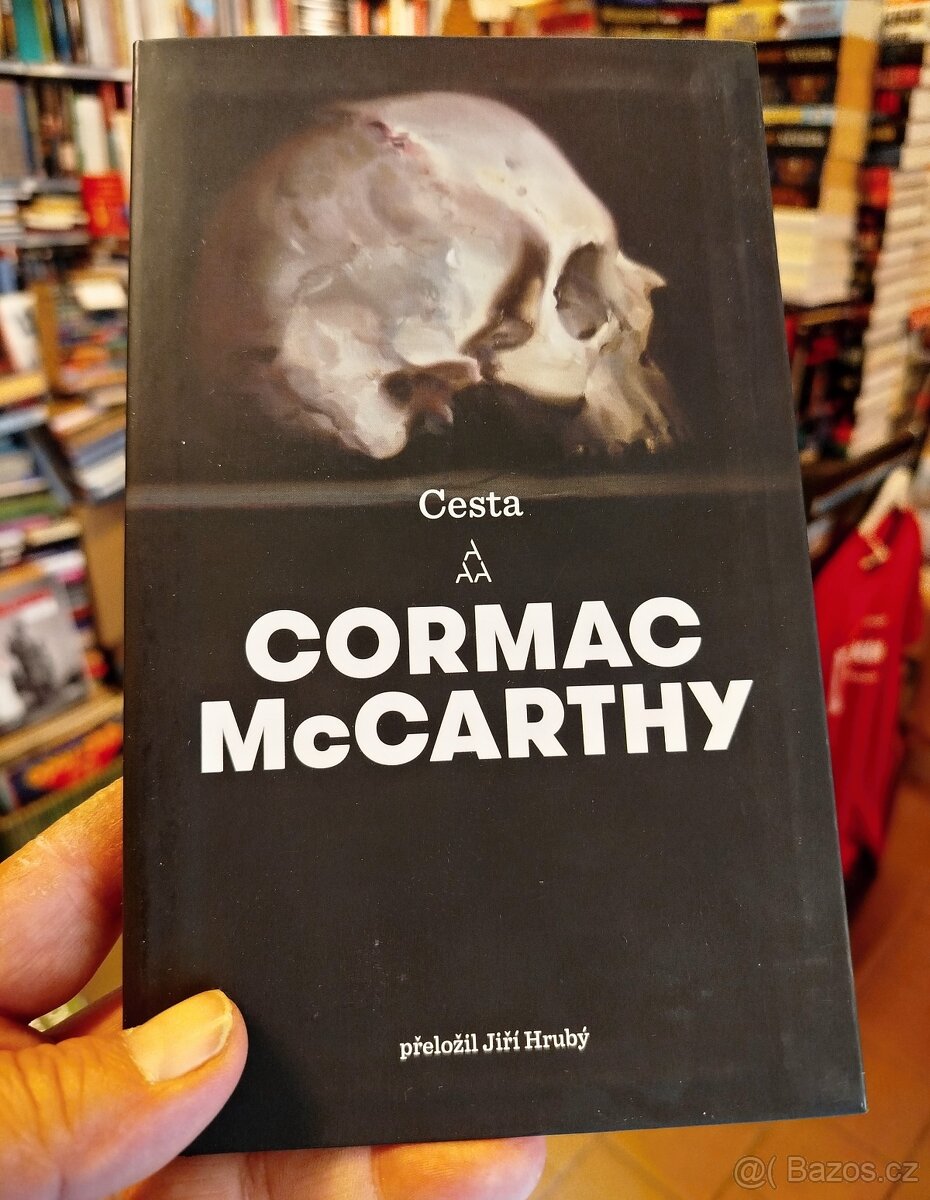 Cesta
CORMAC
McCARTHY
přeložil Jiří Hrubý
@( Bazos.cz